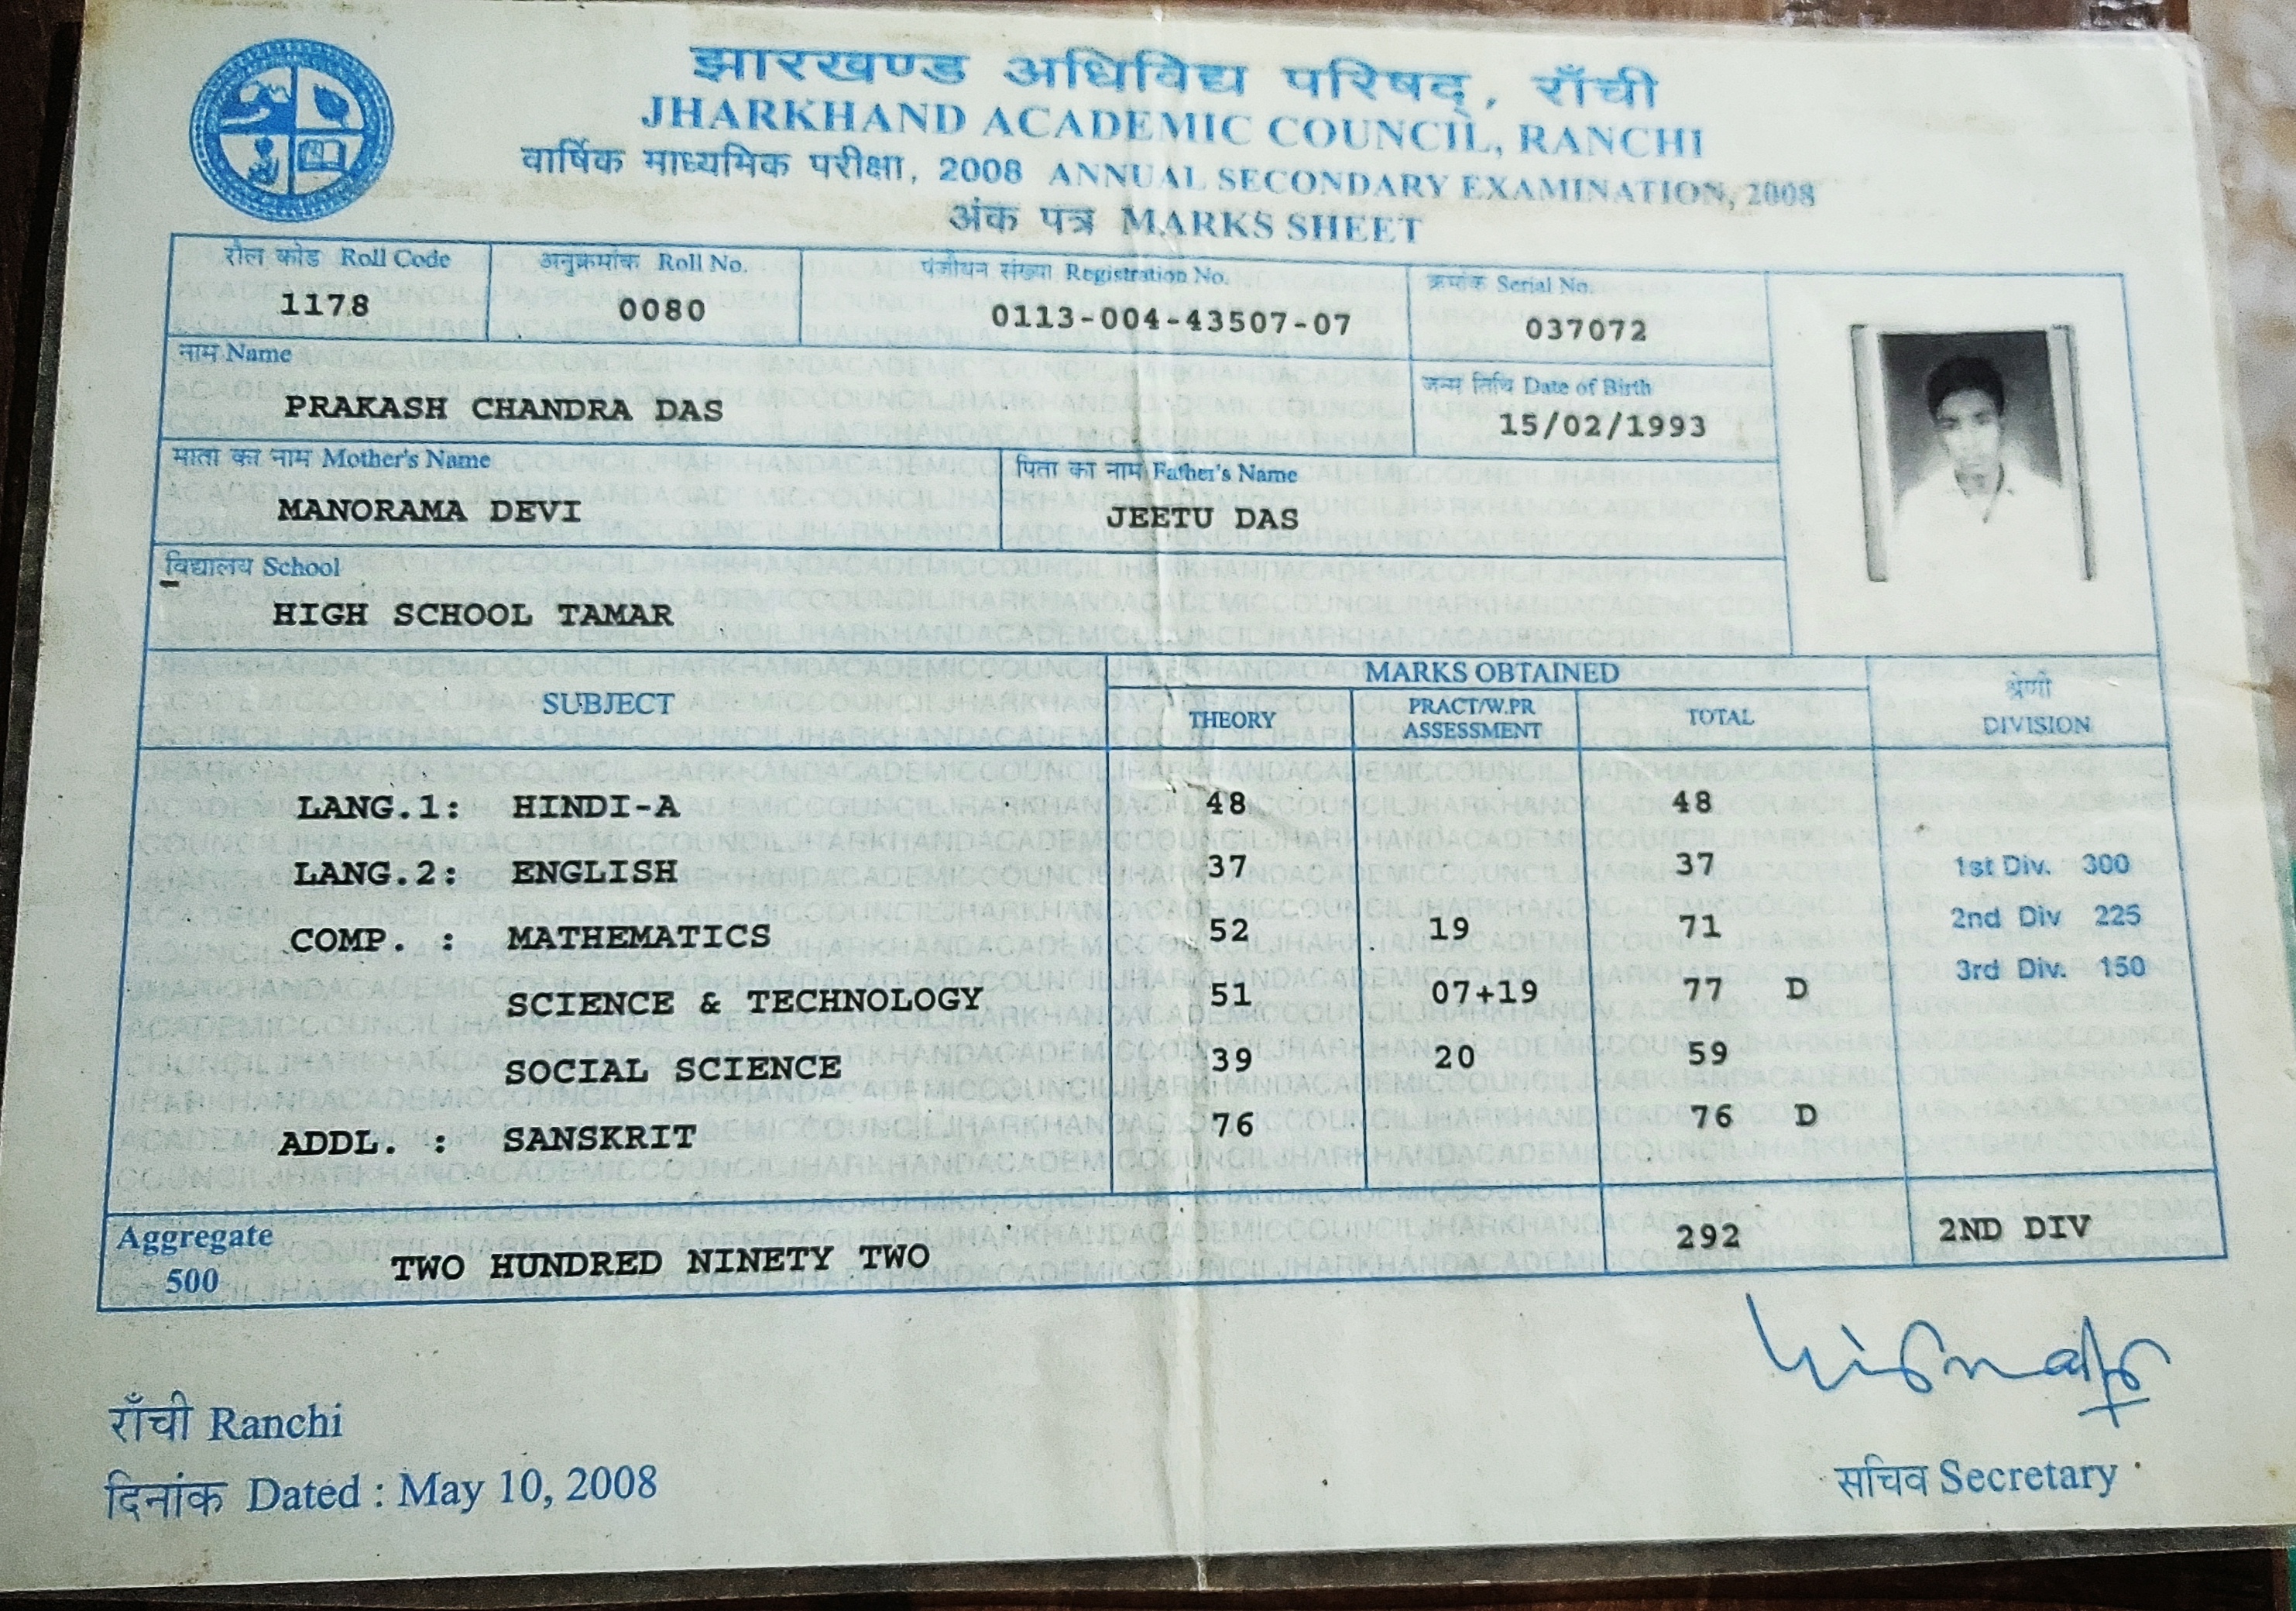 झारखण्ड अधिविद्य परिषद्, राँची
JHARKHAND ACADEMIC COUNCIL, RANCHI
वार्षिक माध्यमिक परीक्षा, 2008 ANNUAL SECONDARY EXAMINATION, 2008
अंक पत्र MARKS SHEET
रौल कोड Roll Code अनुक्रमांक Roll No. पंजीयन संख्या Registration No. क्रमांक Serial No.
1178 0080 0113-004-43507-07 037072
नाम Name जन्म तिथि Date of Birth
PRAKASH CHANDRA DAS 15/02/1993
माता का नाम Mother's Name पिता का नाम Father's Name
MANORAMA DEVI JEETU DAS
विद्यालय School
HIGH SCHOOL TAMAR
SUBJECT MARKS OBTAINED श्रेणी DIVISION
THEORY PRACT/W.PR ASSESSMENT TOTAL
LANG.1: HINDI-A 48 48
LANG.2: ENGLISH 37 37 1st Div. 300
COMP. : MATHEMATICS 52 19 71 2nd Div 225
SCIENCE & TECHNOLOGY 51 07+19 77 D 3rd Div. 150
SOCIAL SCIENCE 39 20 59
ADDL. : SANSKRIT 76 76 D
Aggregate 500 TWO HUNDRED NINETY TWO 292 2ND DIV
राँची Ranchi
दिनांक Dated : May 10, 2008
सचिव Secretary